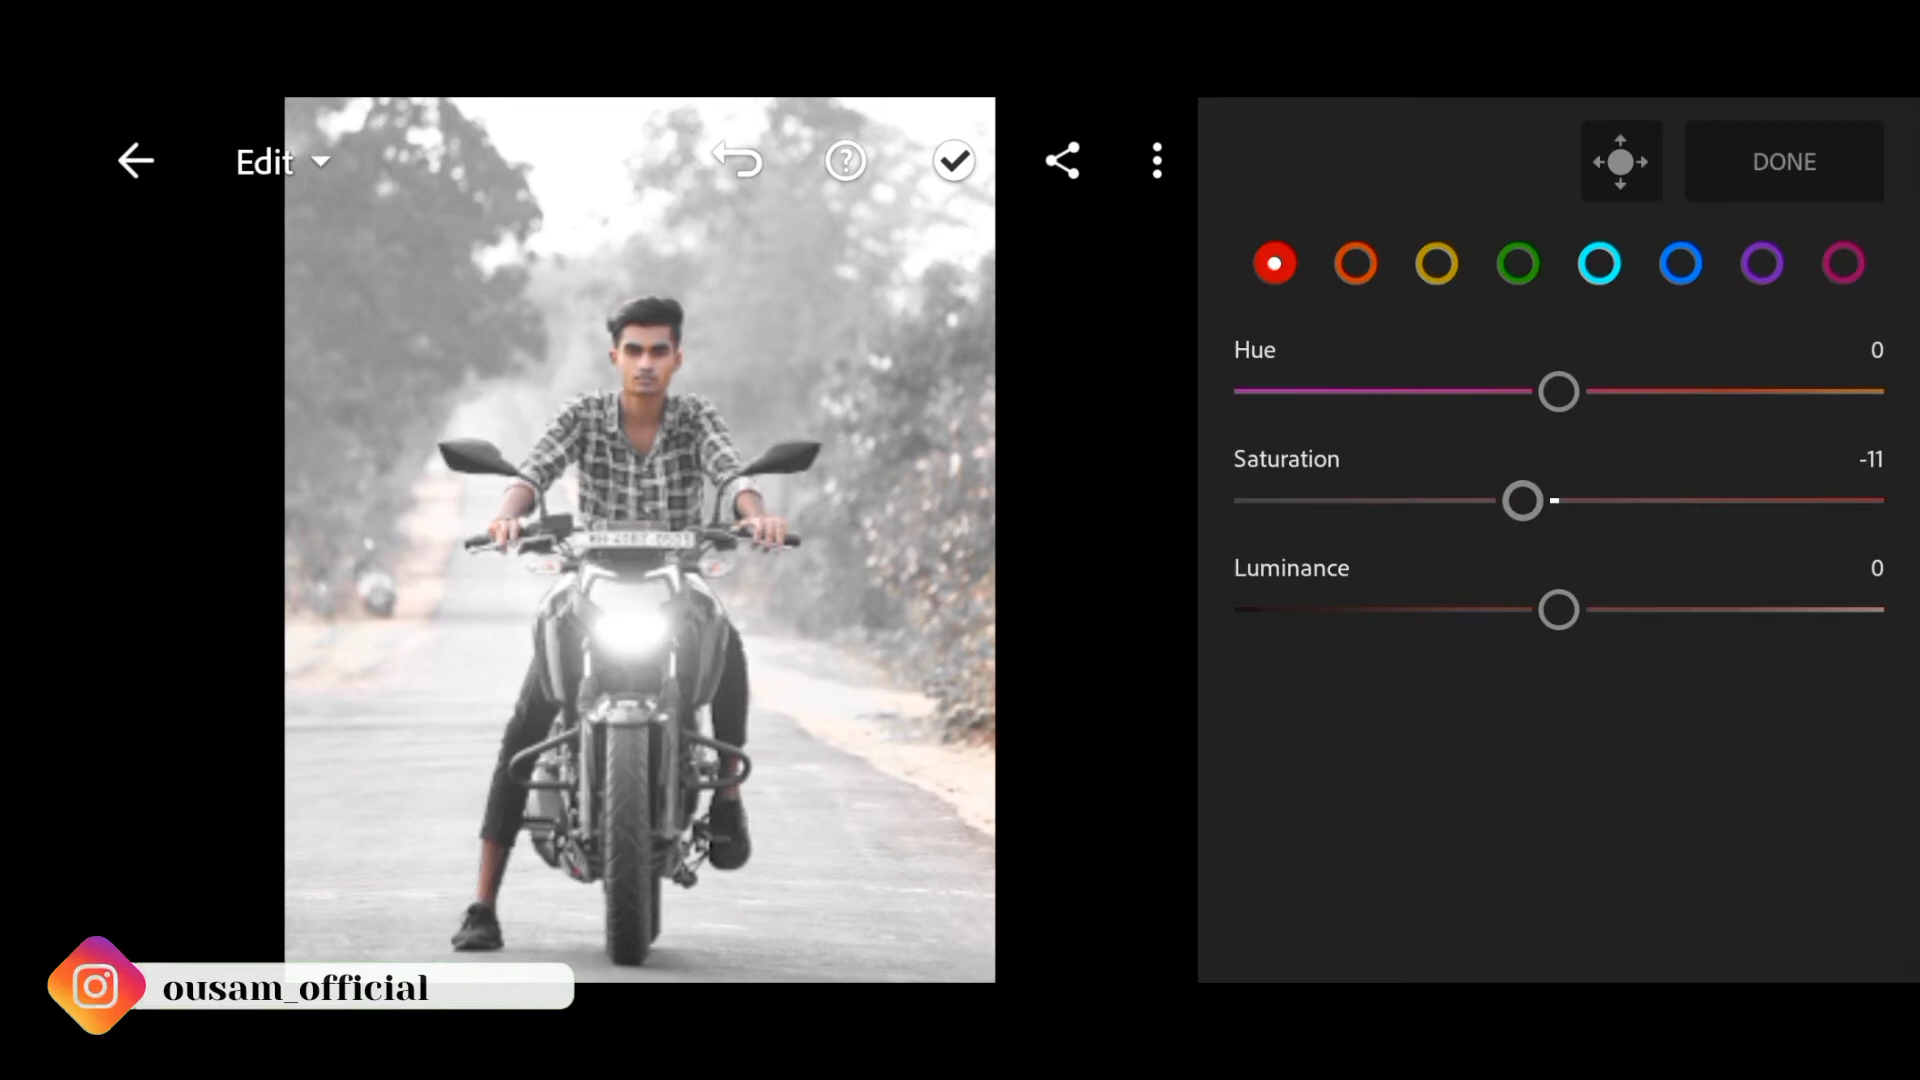 Edit
DONE
Hue 0
Saturation -11
Luminance 0
ousam_official